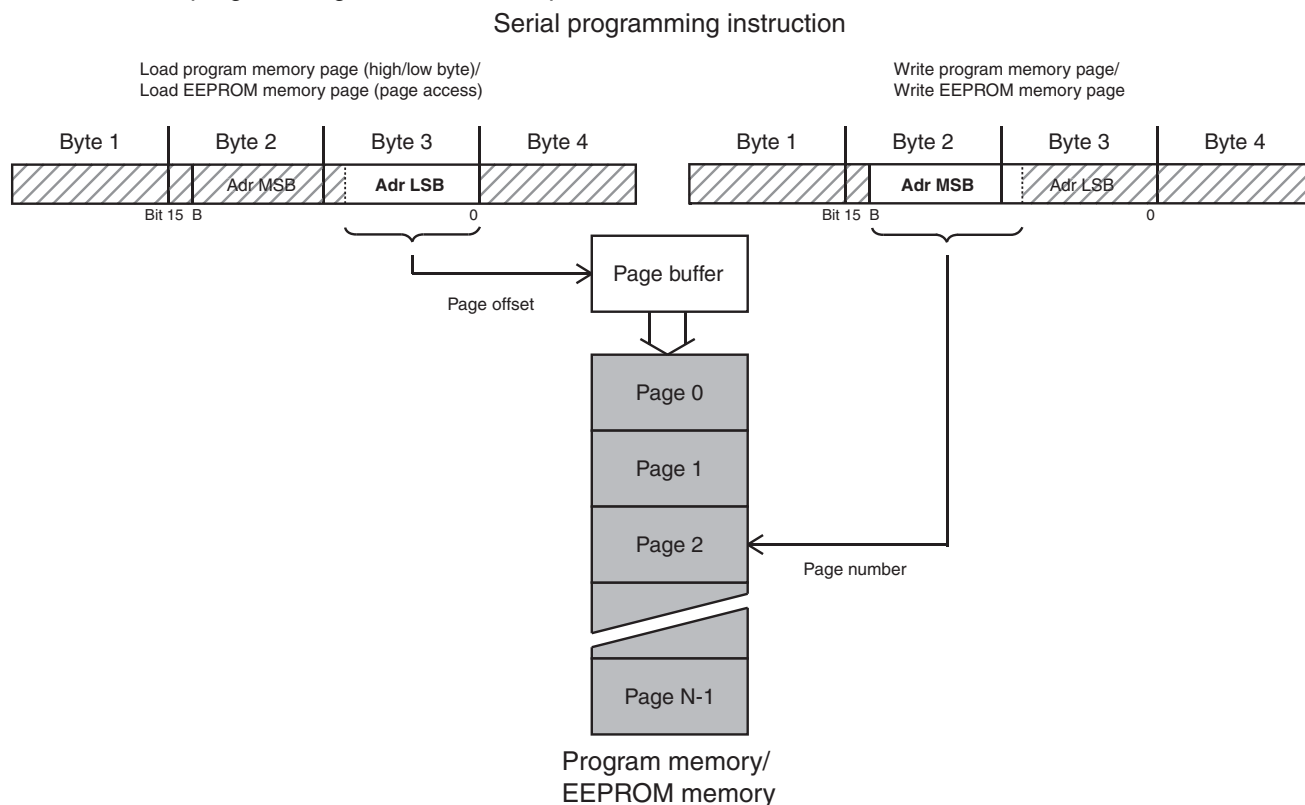 Serial programming instruction
Load program memory page (high/low byte)/
Load EEPROM memory page (page access)
Write program memory page/
Write EEPROM memory page
Byte 1 Byte 2 Byte 3 Byte 4
Byte 1 Byte 2 Byte 3 Byte 4
Adr MSB Adr LSB
Adr MSB Adr LSB
Bit 15 B 0
Bit 15 B 0
Page buffer
Page offset
Page 0
Page 1
Page 2
Page number
Page N-1
Program memory/
EEPROM memory